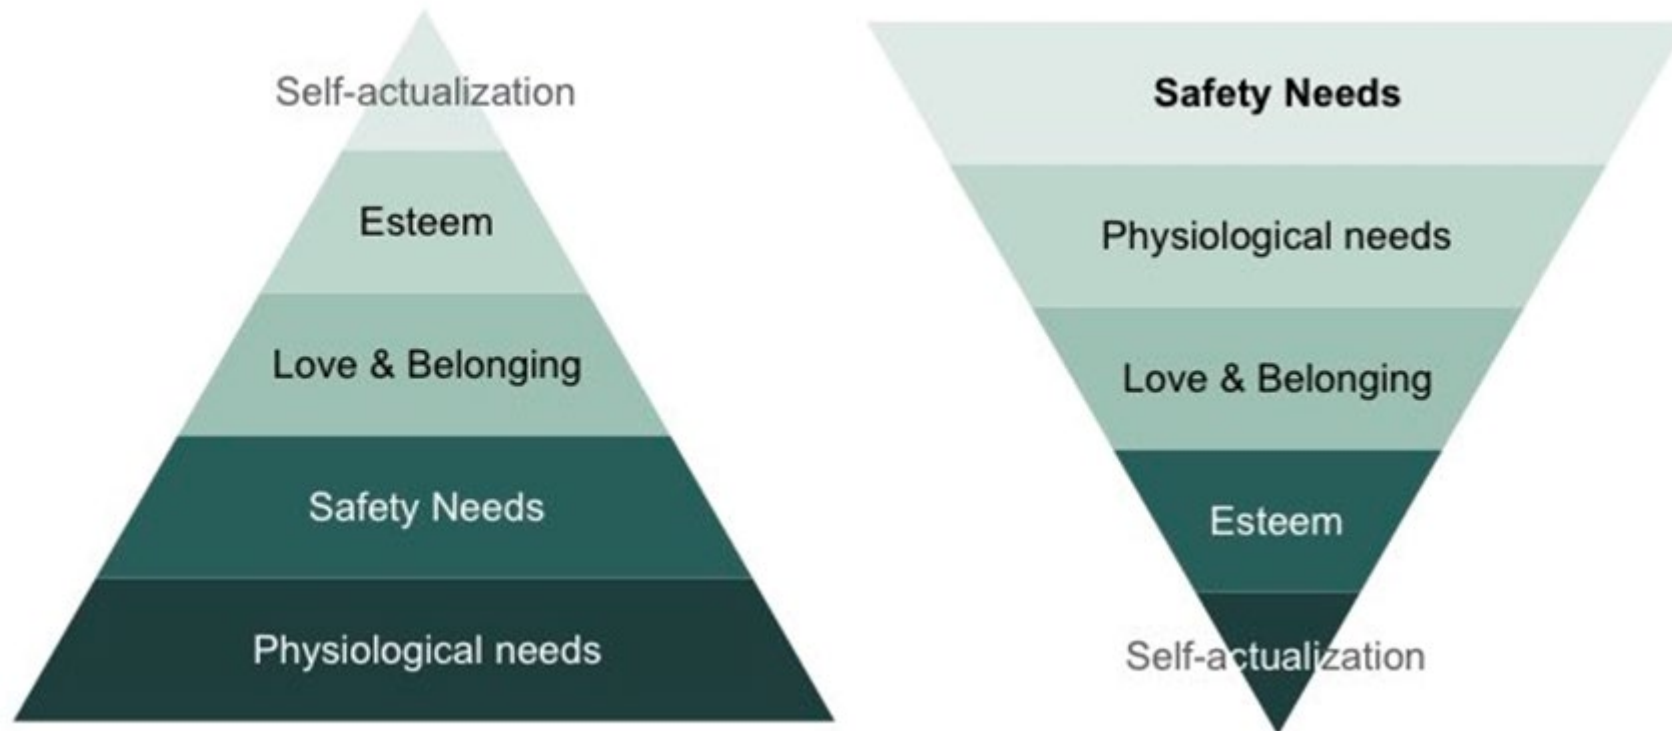 Self-actualization
Esteem
Love & Belonging
Safety Needs
Physiological needs
Safety Needs
Physiological needs
Love & Belonging
Esteem
Self-actualization